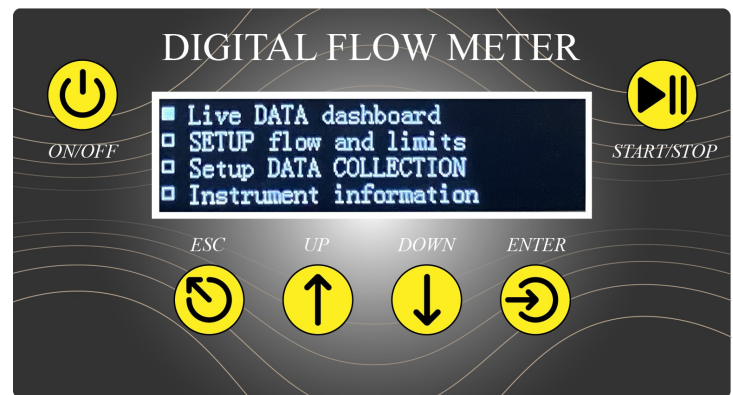 DIGITAL FLOW METER
ON/OFF
Live DATA dashboard
SETUP flow and limits
Setup DATA COLLECTION
Instrument information
START/STOP
ESC UP DOWN ENTER